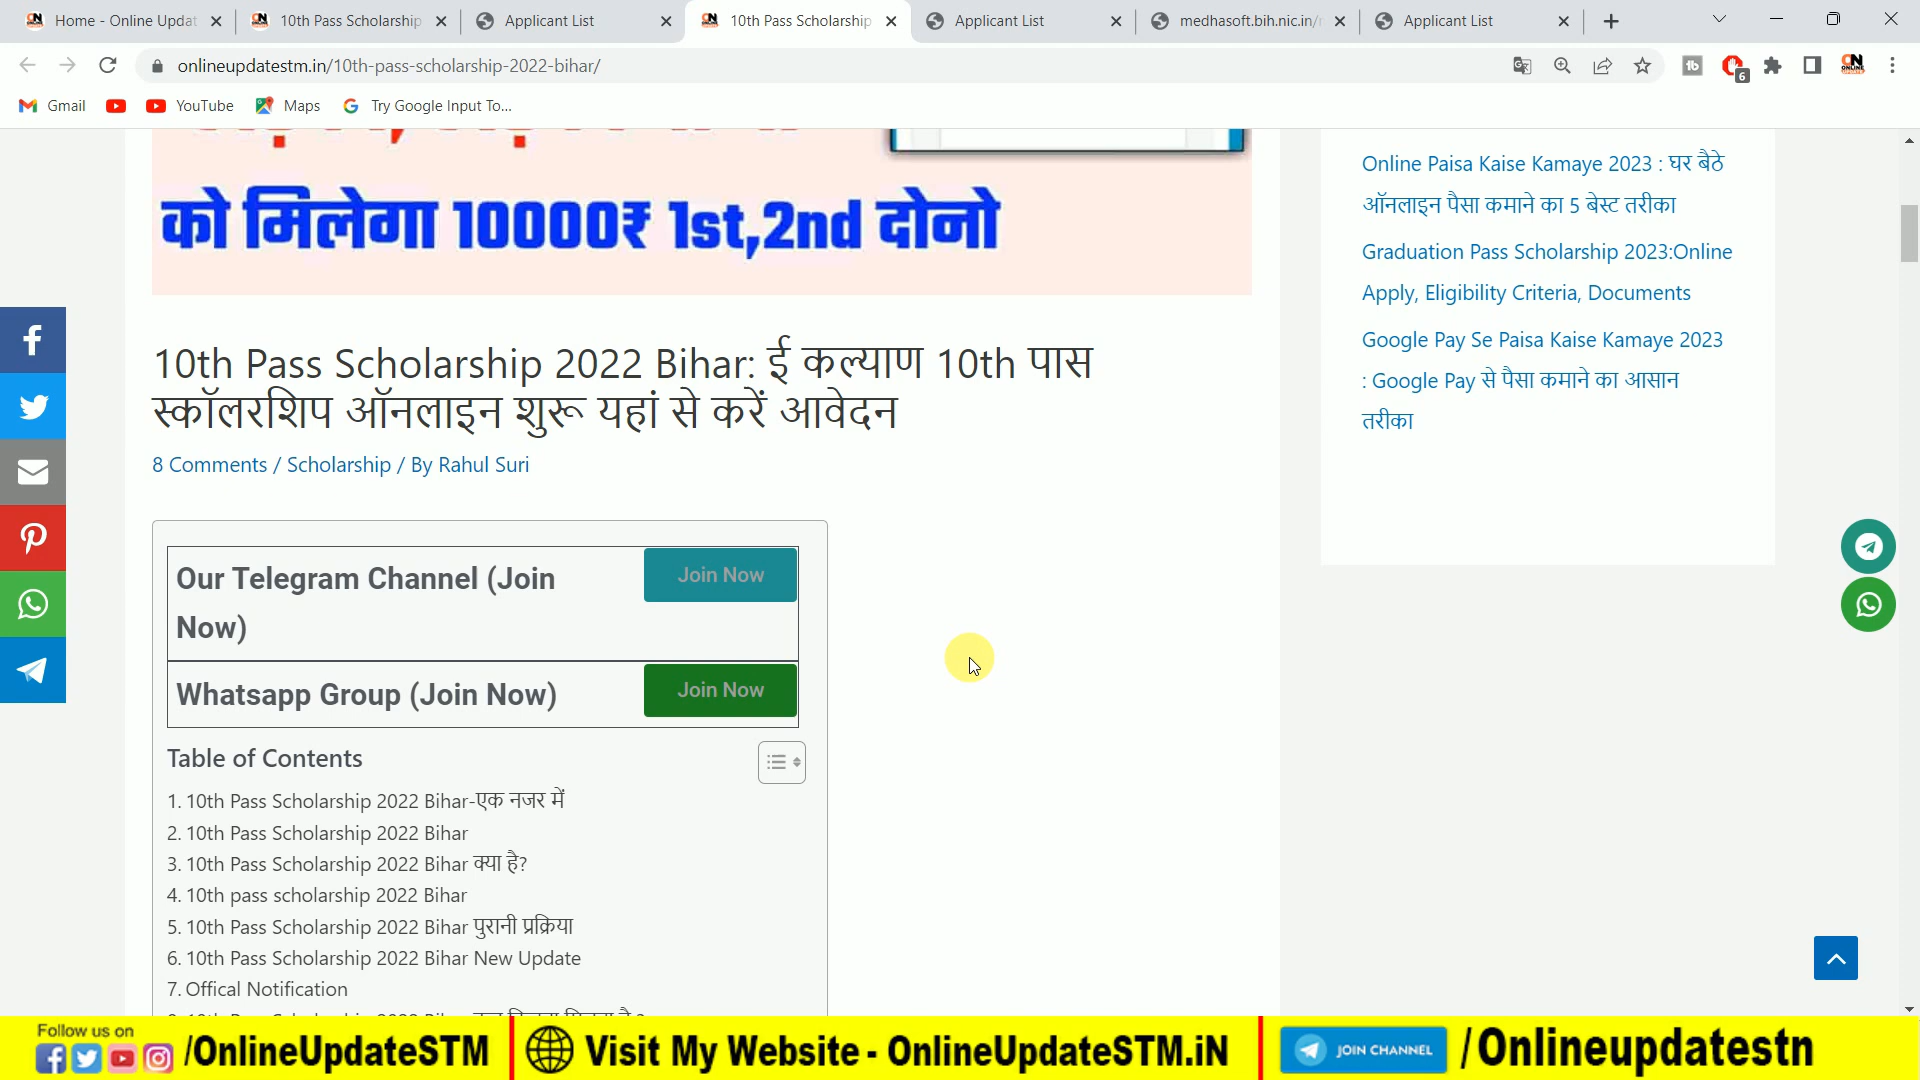 Home - Online Updat
10th Pass Scholarship
Applicant List
10th Pass Scholarship
Applicant List
medhasoft.bih.nic.in/
Applicant List
onlineupdatestm.in/10th-pass-scholarship-2022-bihar/
6
Gmail
YouTube
Maps
Try Google Input To...
को मिलेगा 10000₹ 1st,2nd दोनो
10th Pass Scholarship 2022 Bihar: ई कल्याण 10th पास
स्कॉलरशिप ऑनलाइन शुरू यहां से करें आवेदन
8 Comments / Scholarship / By Rahul Suri
Our Telegram Channel (Join
Now)
Join Now
Whatsapp Group (Join Now)
Join Now
Table of Contents
1. 10th Pass Scholarship 2022 Bihar-एक नजर में
2. 10th Pass Scholarship 2022 Bihar
3. 10th Pass Scholarship 2022 Bihar क्या है?
4. 10th pass scholarship 2022 Bihar
5. 10th Pass Scholarship 2022 Bihar पुरानी प्रक्रिया
6. 10th Pass Scholarship 2022 Bihar New Update
7. Offical Notification
Online Paisa Kaise Kamaye 2023 : घर बैठे
ऑनलाइन पैसा कमाने का 5 बेस्ट तरीका
Graduation Pass Scholarship 2023:Online
Apply, Eligibility Criteria, Documents
Google Pay Se Paisa Kaise Kamaye 2023
: Google Pay से पैसा कमाने का आसान
तरीका
Follow us on
/OnlineUpdateSTM
Visit My Website - OnlineUpdateSTM.iN
JOIN CHANNEL
/Onlineupdatestn